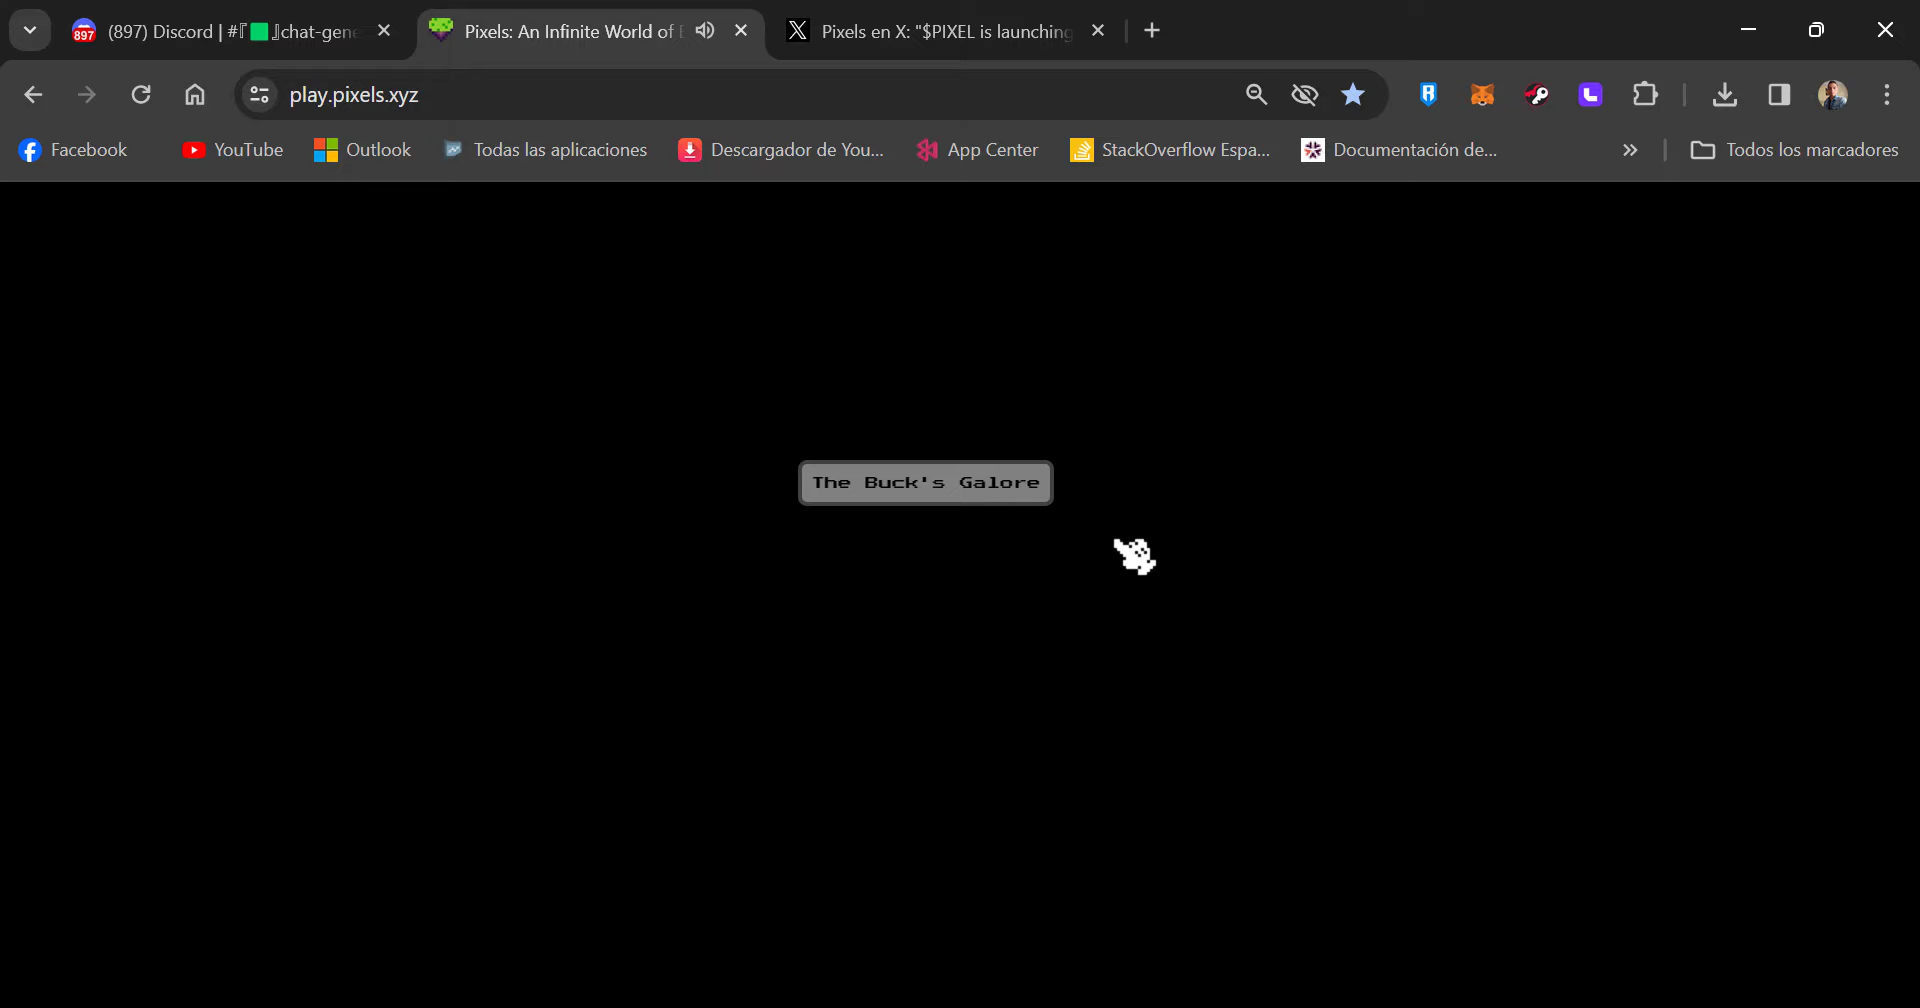 897
(897) Discord | #『🟩』chat-gene
Pixels: An Infinite World of
Pixels en X: "$PIXEL is launching
play.pixels.xyz
Facebook
YouTube
Outlook
Todas las aplicaciones
Descargador de You...
App Center
StackOverflow Espa...
Documentación de...
Todos los marcadores
The Buck's Galore